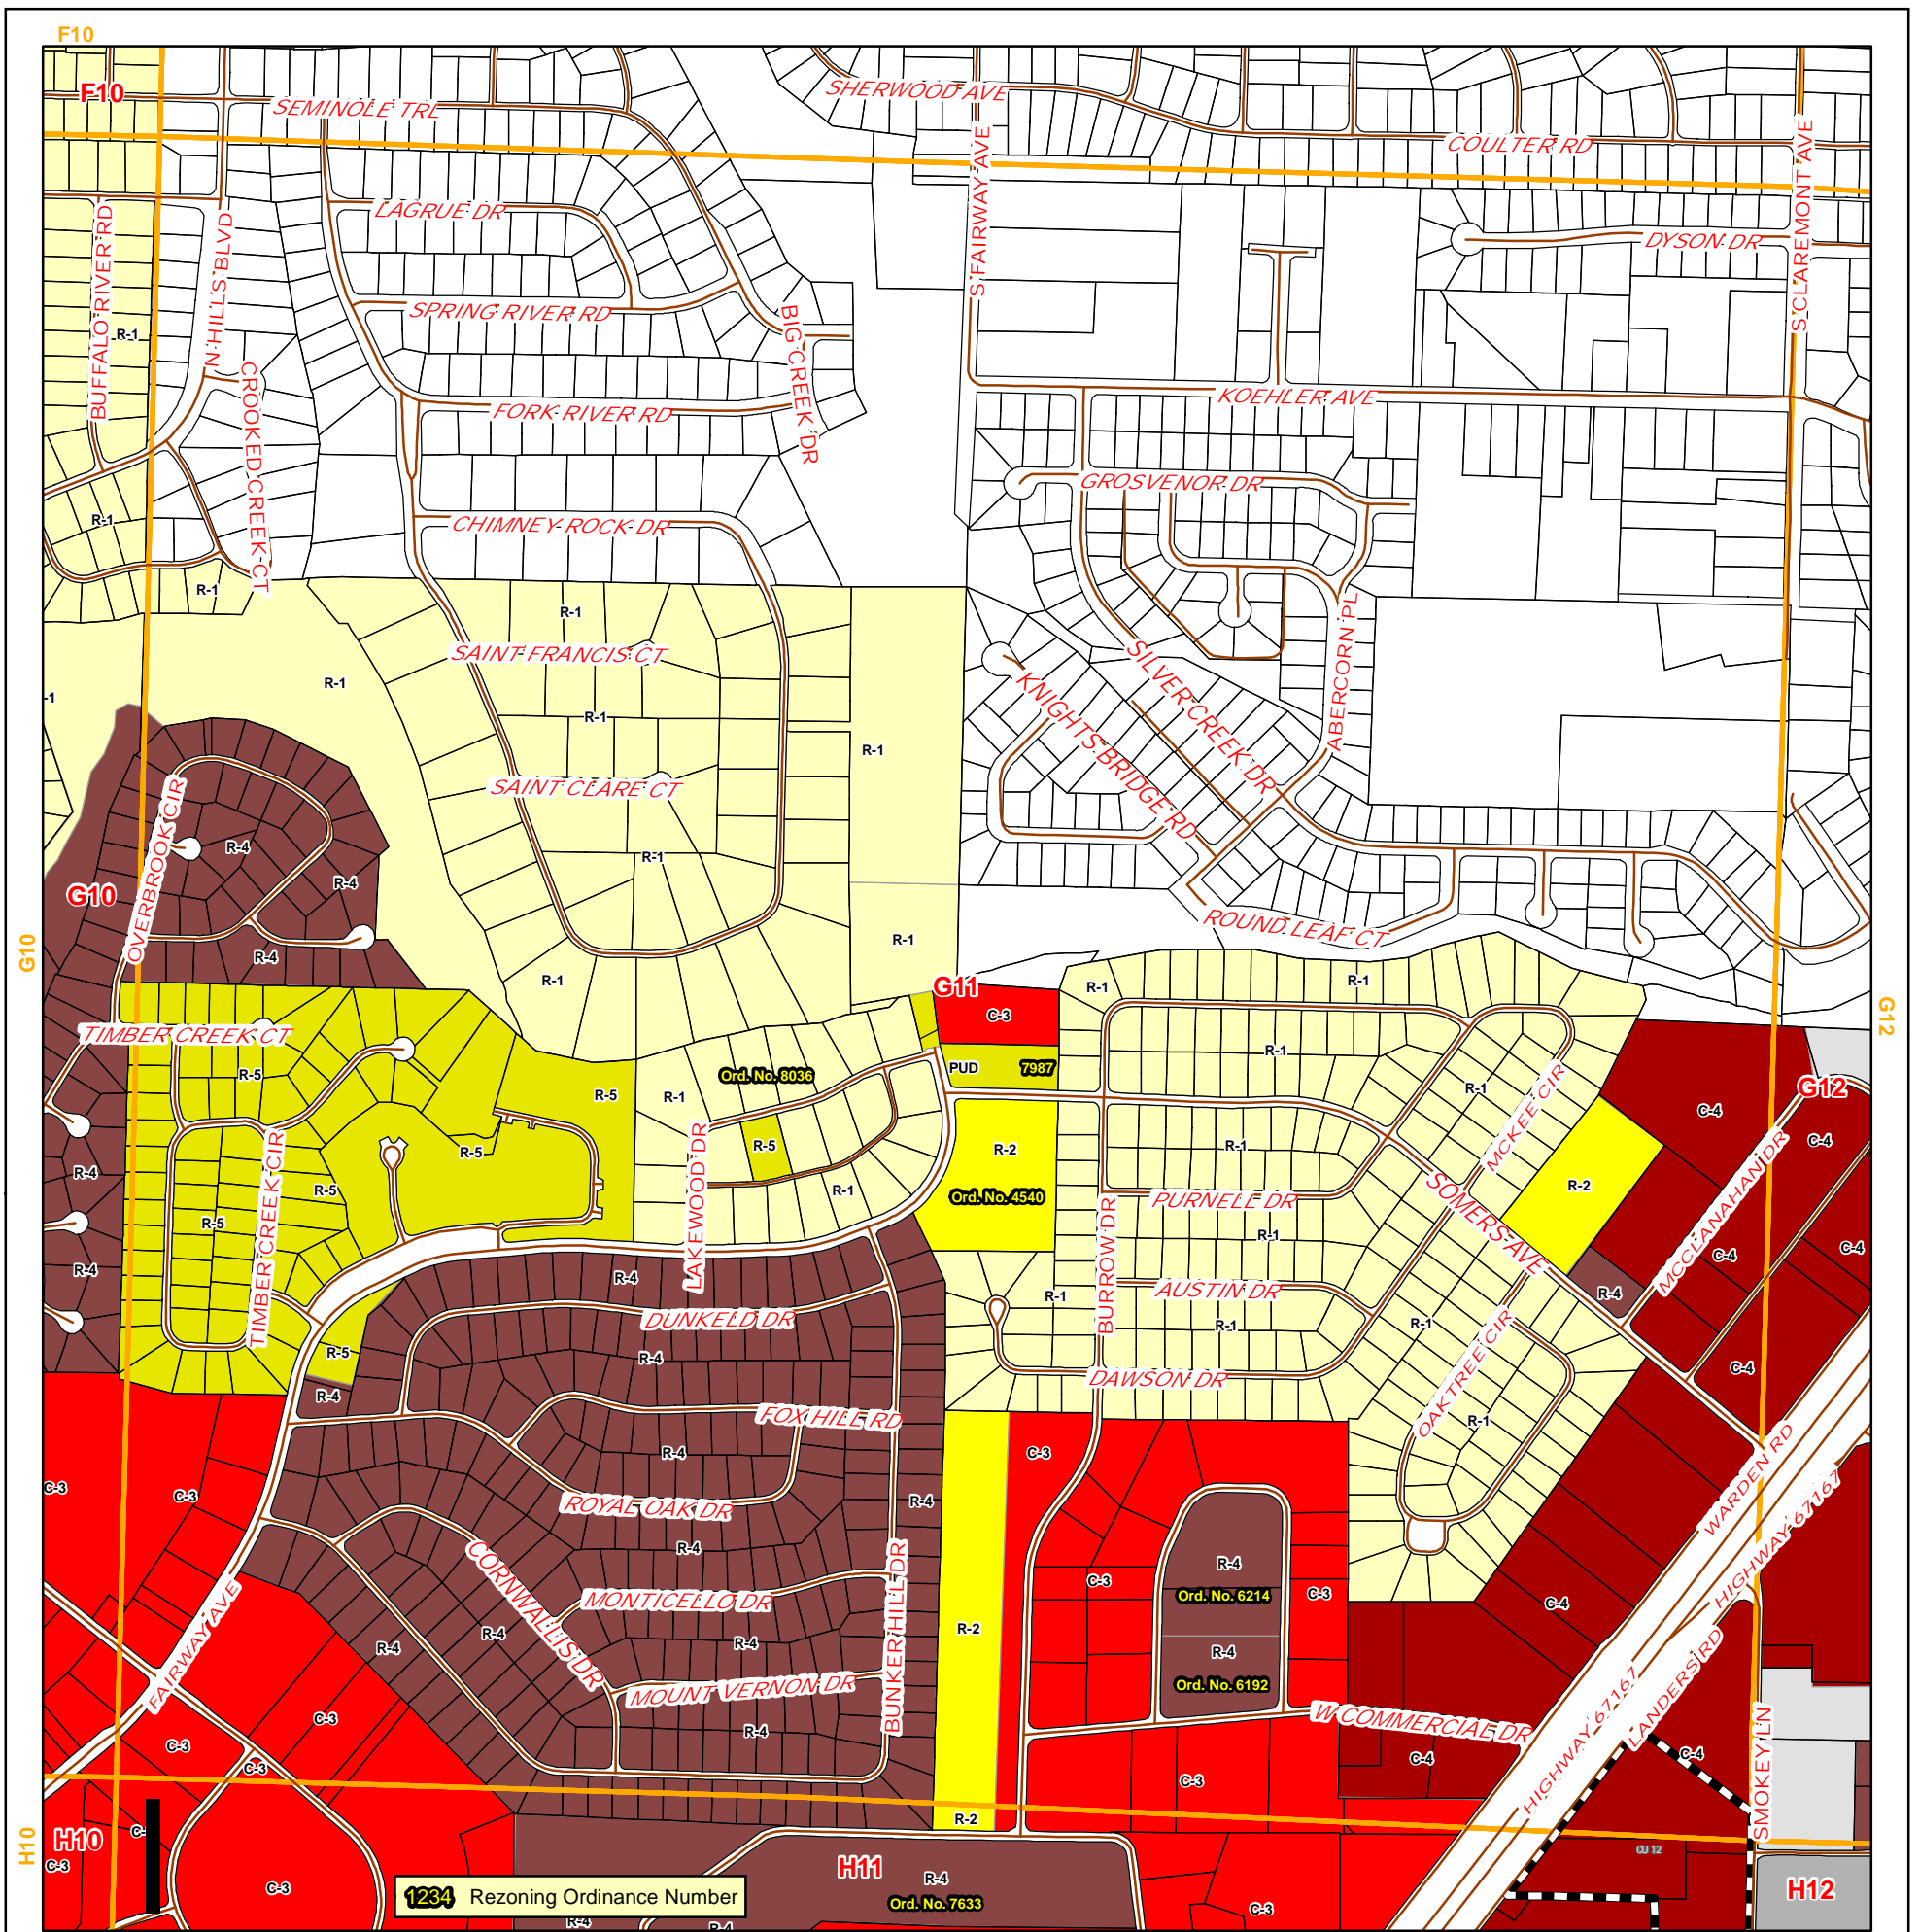 F10
F10
SEMINOLE TRL
SHERWOOD AVE
S FAIRWAY AVE
COULTER RD
S CLAREMONT AVE
LAGRUE DR
DYSON DR
BUFFALO RIVER RD
N HILLS BLVD
SPRING RIVER RD
BIG CREEK DR
R-1
CROOKED CREEK CT
FORK RIVER RD
KOEHLER AVE
GROSVENOR DR
R-1
CHIMNEY ROCK DR
R-1
R-1
SAINT FRANCIS CT
SILVER CREEK DR
ABERCORN PL
-1
R-1
KNIGHTS BRIDGE RD
R-1
R-1
SAINT CLARE CT
OVERBROOK CIR
R-4
R-1
R-4
G10
G10
R-4
R-1
R-1
ROUND LEAF CT
R-1
G11
R-1
R-1
C-3
G12
TIMBER CREEK CT
R-5
Ord. No. 8036
PUD
7987
R-1
R-1
R-5
R-1
G12
C-4
MCKEE CIR
MCCLANAHAN DR
C-4
R-5
LAKEWOOD DR
R-5
R-2
R-1
R-4
R-5
R-1
Ord. No. 4540
PURNELL DR
SOMERS AVE
R-2
TIMBER CREEK CIR
R-5
BURROW DR
R-1
C-4
C-4
R-4
R-4
R-1
AUSTIN DR
R-4
DUNKELD DR
R-1
R-1
OAKTREE CIR
R-5
R-4
C-4
R-4
DAWSON DR
FOX HILL RD
R-1
R-4
C-3
WARDEN RD
C-3
C-3
R-4
ROYAL OAK DR
HIGHWAY 67167
CORNWALLIS DR
R-4
BUNKER HILL DR
R-4
C-3
C-3
C-4
FAIRWAY AVE
MONTICELLO DR
Ord. No. 6214
R-4
R-4
R-4
R-2
R-4
LANDERS RD
MOUNT VERNON DR
Ord. No. 6192
C-3
R-4
W COMMERCIAL DR
HIGHWAY 67167
SMOKEY LN
C-3
C-3
C-3
C-4
C-4
R-2
H10
H10
C-
C-3
C-3
H11
R-4
Ord. No. 7633
CU 12
H12
C-3
1234 Rezoning Ordinance Number
R-4
R-4